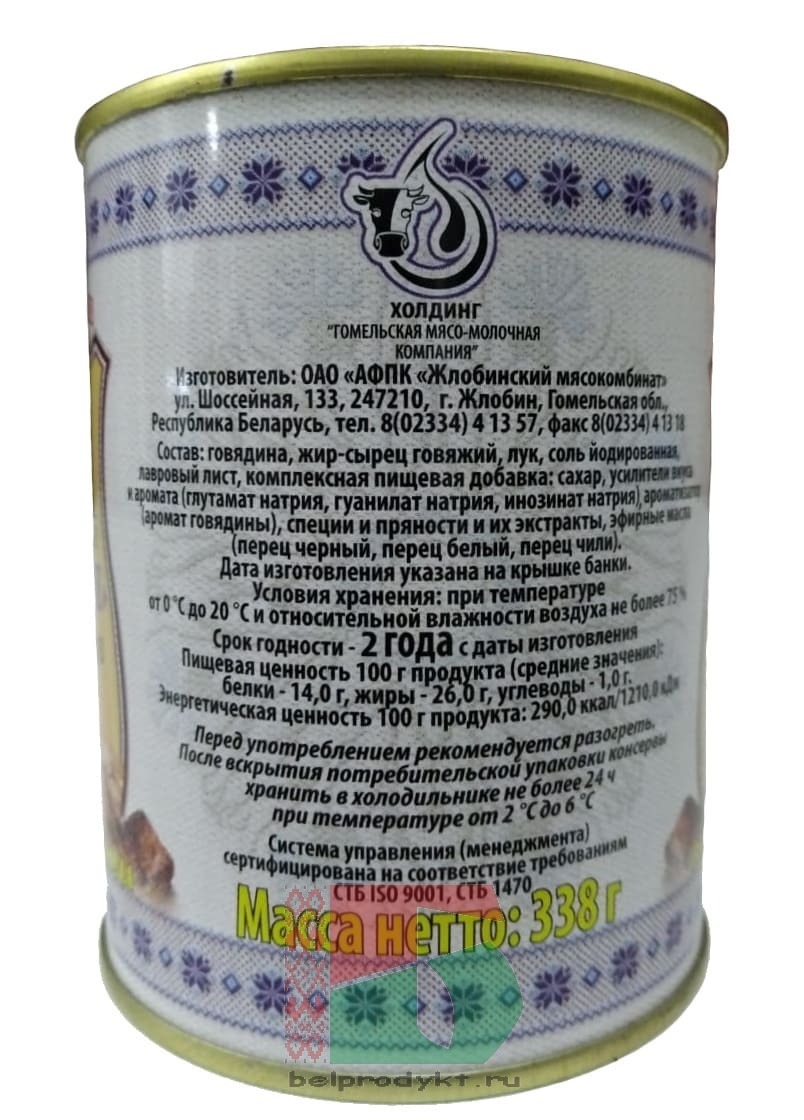 ХОЛДИНГ
"ГОМЕЛЬСКАЯ МЯСО-МОЛОЧНАЯ
КОМПАНИЯ"
Изготовитель: ОАО «АФПК «Жлобинский мясокомбинат»
ул. Шоссейная, 133, 247210, г. Жлобин, Гомельская обл.,
Республика Беларусь, тел. 8(02334) 4 13 57, факс 8(02334) 4 13 18
Состав: говядина, жир-сырец говяжий, лук, соль йодированная,
лавровый лист, комплексная пищевая добавка: сахар, усилители вкуса
и аромата (глутамат натрия, гуанилат натрия, инозинат натрия), ароматизатор
(аромат говядины), специи и пряности и их экстракты, эфирные масла
(перец черный, перец белый, перец чили).
Дата изготовления указана на крышке банки.
Условия хранения: при температуре
от 0 °С до 20 °С и относительной влажности воздуха не более 75 %
Срок годности - 2 ГОДА с даты изготовления
Пищевая ценность 100 г продукта (средние значения):
белки - 14,0 г, жиры - 26,0 г, углеводы - 1,0 г.
Энергетическая ценность 100 г продукта: 290,0 ккал/1210,0 кДж
Перед употреблением рекомендуется разогреть.
После вскрытия потребительской упаковки консервы
хранить в холодильнике не более 24 ч
при температуре от 2 °С до 6 °С
Система управления (менеджмента)
сертифицирована на соответствие требованиям
СТБ ISO 9001, СТБ 1470
Масса нетто: 338 г
belprodykt.ru